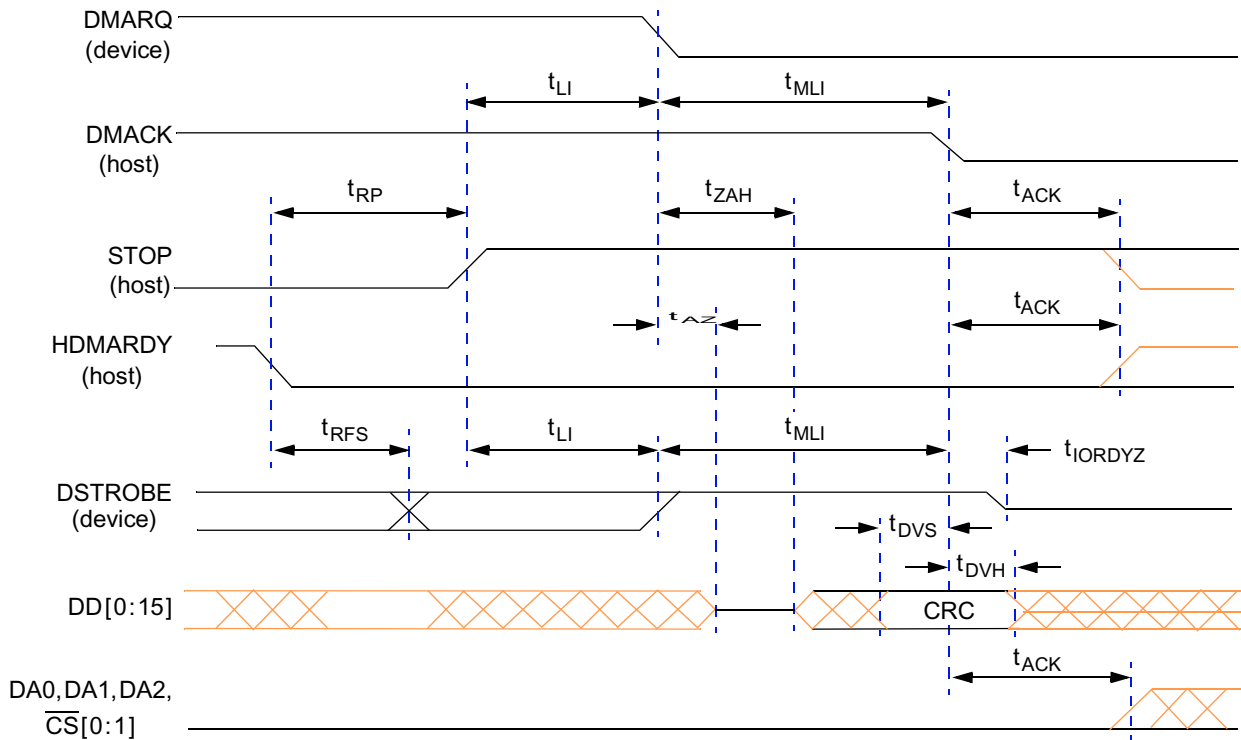 DMARQ
(device)
tLI
tMLI
DMACK
(host)
tRP
tZAH
tACK
STOP
(host)
tAZ
tACK
HDMARDY
(host)
tRFS
tLI
tMLI
tIORDYZ
DSTROBE
(device)
tDVS
tDVH
DD[0:15]
CRC
tACK
DA0,DA1,DA2,
CS[0:1]